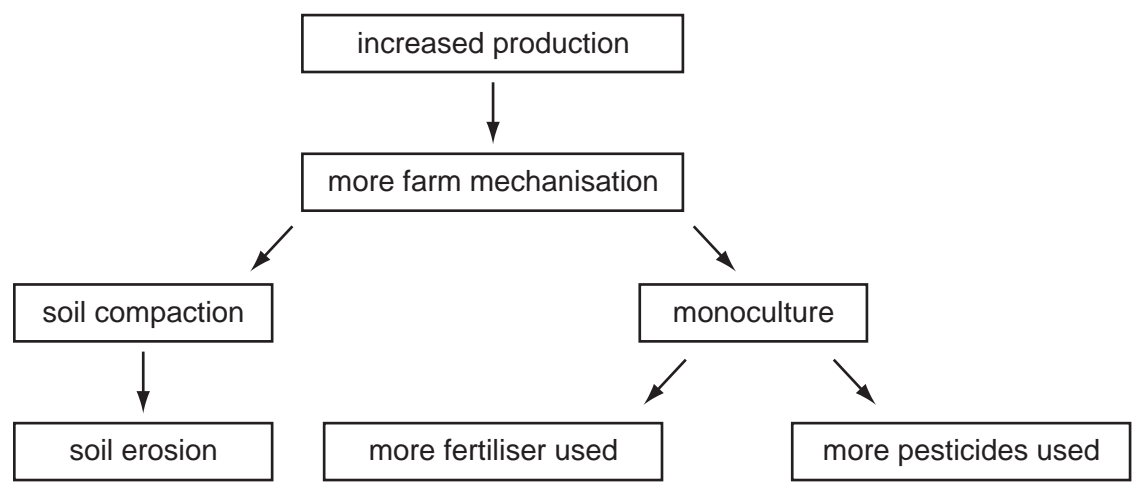 increased production
more farm mechanisation
soil compaction
monoculture
soil erosion
more fertiliser used
more pesticides used